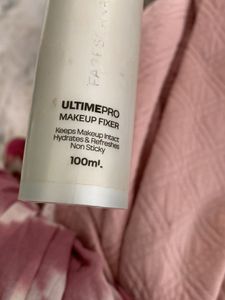 ULTIMEPRO
MAKEUP FIXER
Keeps Makeup Intact
Hydrates & Refreshes
Non Sticky
100ml.